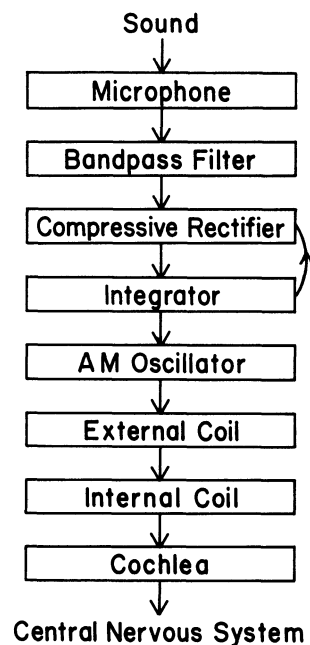 Sound
Microphone
Bandpass Filter
Compressive Rectifier
Integrator
AM Oscillator
External Coil
Internal Coil
Cochlea
Central Nervous System